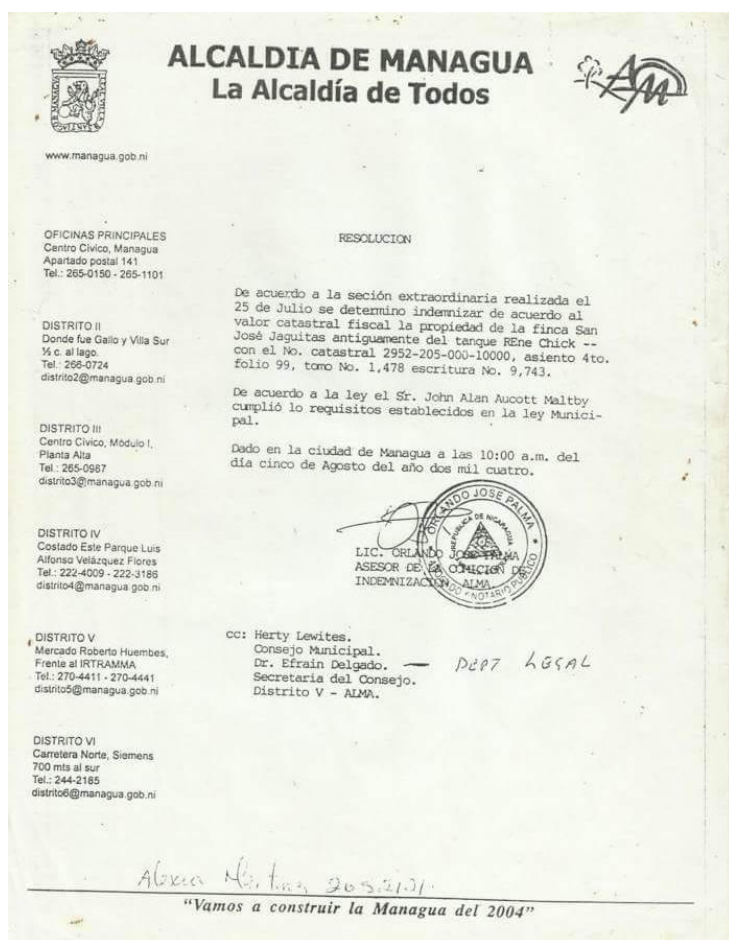 ALCALDIA DE MANAGUA
La Alcaldía de Todos
www.managua.gob.ni
OFICINAS PRINCIPALES
Centro Cívico, Managua
Apartado postal 141
Tel.: 265-0150 - 265-1101
DISTRITO II
Donde fue Gallo y Villa Sur
½ c. al lago.
Tel.: 266-0724
distrito2@managua.gob.ni
DISTRITO III
Centro Cívico, Módulo I,
Planta Alta
Tel.: 265-0987
distrito3@managua.gob.ni
DISTRITO IV
Costado Este Parque Luis
Alfonso Velázquez Flores
Tel.: 222-4009 - 222-3186
distrito4@managua.gob.ni
DISTRITO V
Mercado Roberto Huembes,
Frente al IRTRAMMA
Tel.: 270-4411 - 270-4441
distrito5@managua.gob.ni
DISTRITO VI
Carretera Norte, Siemens
700 mts al sur
Tel.: 244-2185
distrito6@managua.gob.ni
RESOLUCION
De acuerdo a la seción extraordinaria realizada el
25 de Julio se determino indemnizar de acuerdo al
valor catastral fiscal la propiedad de la finca San
José Jaguitas antiguamente del tanque REne Chick --
con el No. catastral 2952-205-000-10000, asiento 4to.
folio 99, tomo No. 1,478 escritura No. 9,743.
De acuerdo a la ley el Sr. John Alan Aucott Maltby
cumplió lo requisitos establecidos en la ley Munici-
pal.
Dado en la ciudad de Managua a las 10:00 a.m. del
día cinco de Agosto del año dos mil cuatro.
LIC. ORLANDO JOSE PALMA
ASESOR DE LA COMICION DE
INDEMNIZACION ALMA.
ORLANDO JOSE PALMA
REPUBLICA DE NICARAGUA
ABOGADO Y NOTARIO PUBLICO
cc: Herty Lewites.
Consejo Municipal.
Dr. Efrain Delgado. — DEPT LEGAL
Secretaria del Consejo.
Distrito V - ALMA.
"Vamos a construir la Managua del 2004"